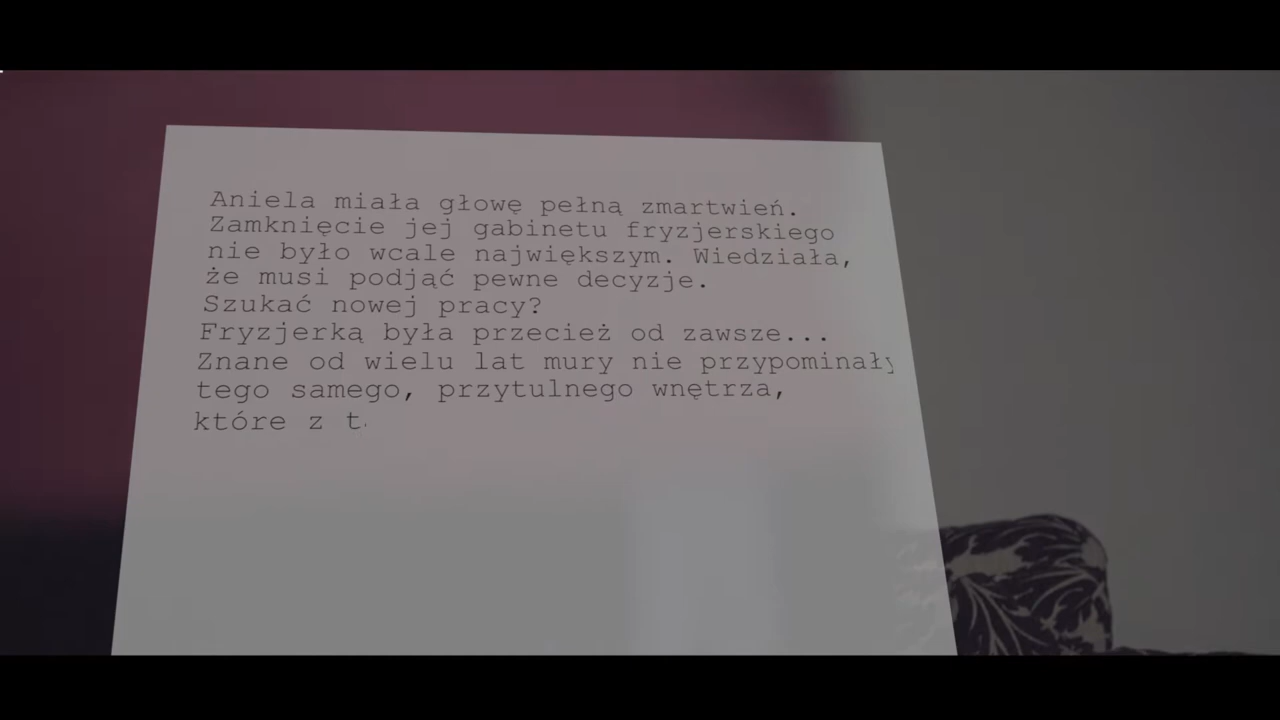 Aniela miała głowę pełną zmartwień.
Zamknięcie jej gabinetu fryzjerskiego
nie było wcale największym. Wiedziała,
że musi podjąć pewne decyzje.
Szukać nowej pracy?
Fryzjerką była przecież od zawsze...
Znane od wielu lat mury nie przypominały
tego samego, przytulnego wnętrza,
które z t